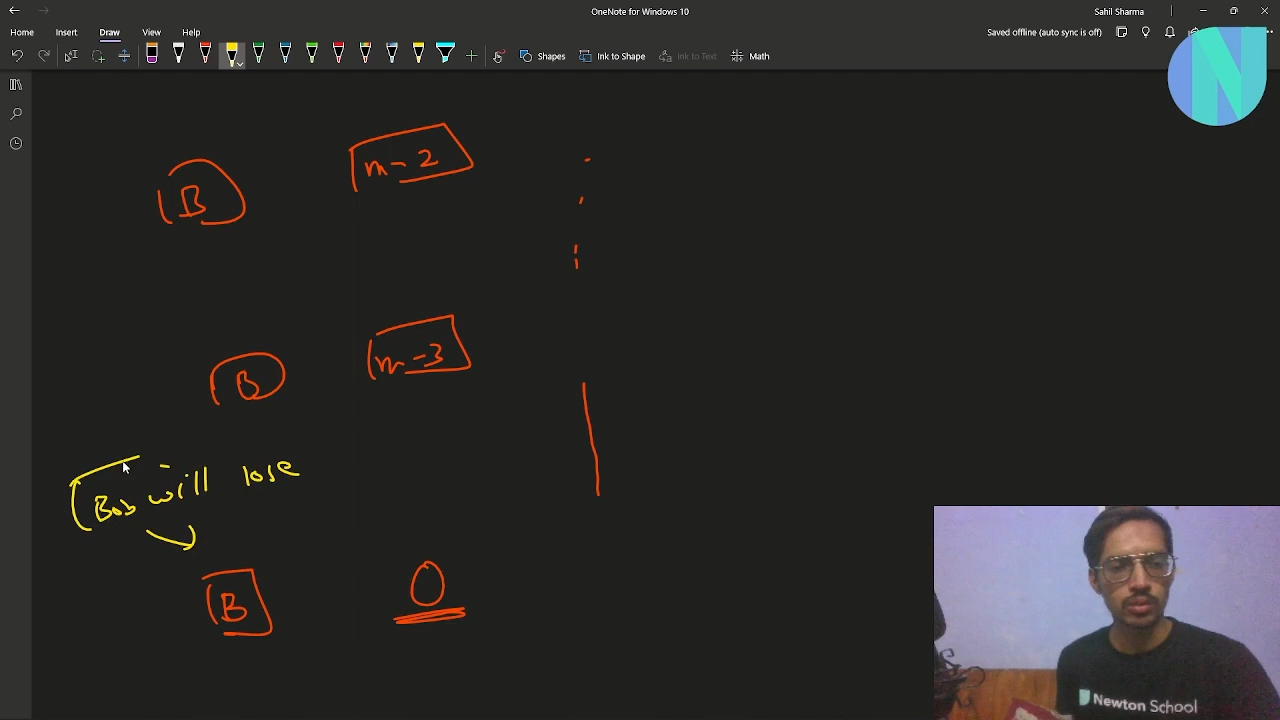 OneNote for Windows 10
Sahil Sharma
Home Insert Draw View Help
Saved offline (auto sync is off)
Shapes Ink to Shape Ink to Text Math
B m-2
B m-3
Bob will lose
B 0
Newton School